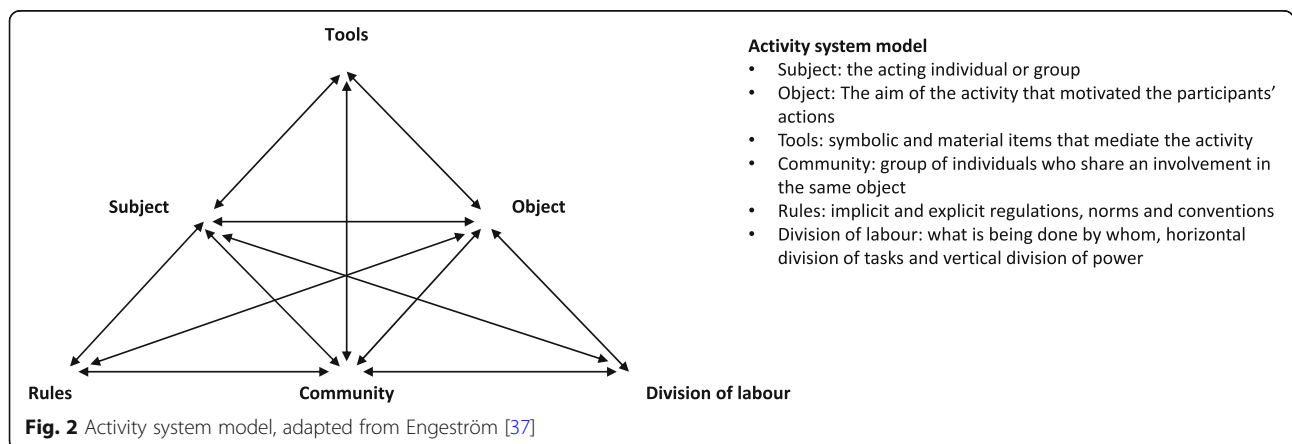 Tools
Subject
Object
Rules
Community
Division of labour
Activity system model
• Subject: the acting individual or group
• Object: The aim of the activity that motivated the participants’
actions
• Tools: symbolic and material items that mediate the activity
• Community: group of individuals who share an involvement in
the same object
• Rules: implicit and explicit regulations, norms and conventions
• Division of labour: what is being done by whom, horizontal
division of tasks and vertical division of power
Fig. 2 Activity system model, adapted from Engeström [37]